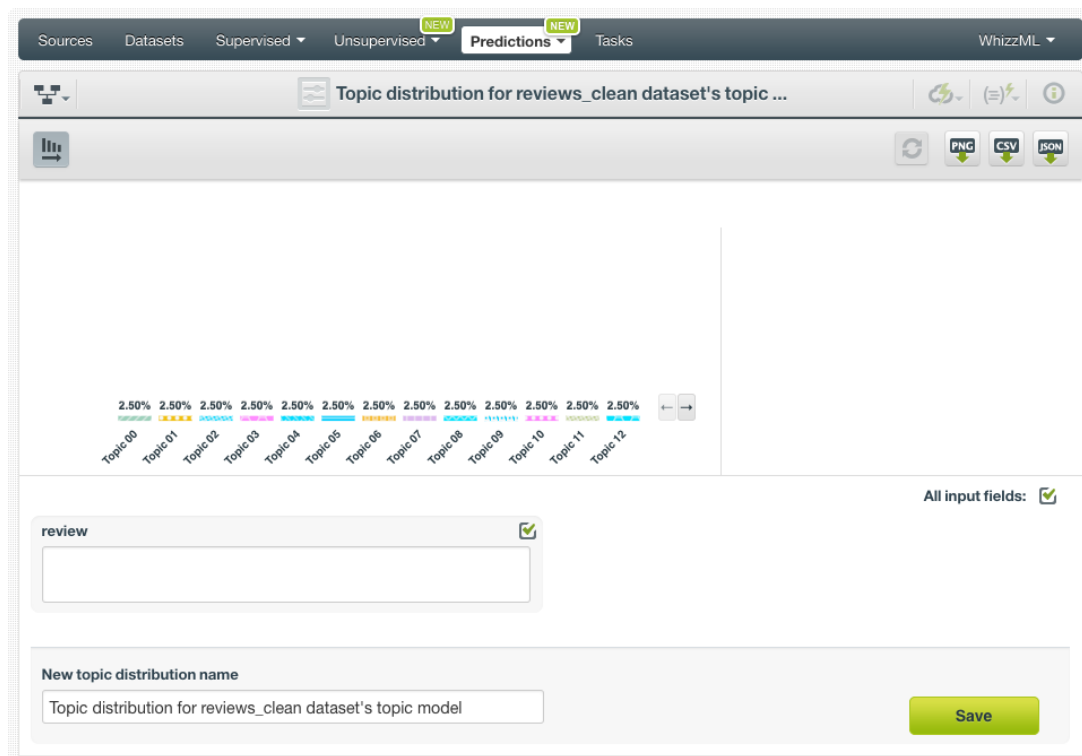 NEW NEW
Sources Datasets Supervised Unsupervised Predictions Tasks WhizzML
Topic distribution for reviews_clean dataset's topic ...
PNG CSV JSON
2.50% 2.50% 2.50% 2.50% 2.50% 2.50% 2.50% 2.50% 2.50% 2.50% 2.50% 2.50% 2.50%
Topic 00 Topic 01 Topic 02 Topic 03 Topic 04 Topic 05 Topic 06 Topic 07 Topic 08 Topic 09 Topic 10 Topic 11 Topic 12
All input fields:
review
New topic distribution name
Topic distribution for reviews_clean dataset's topic model
Save